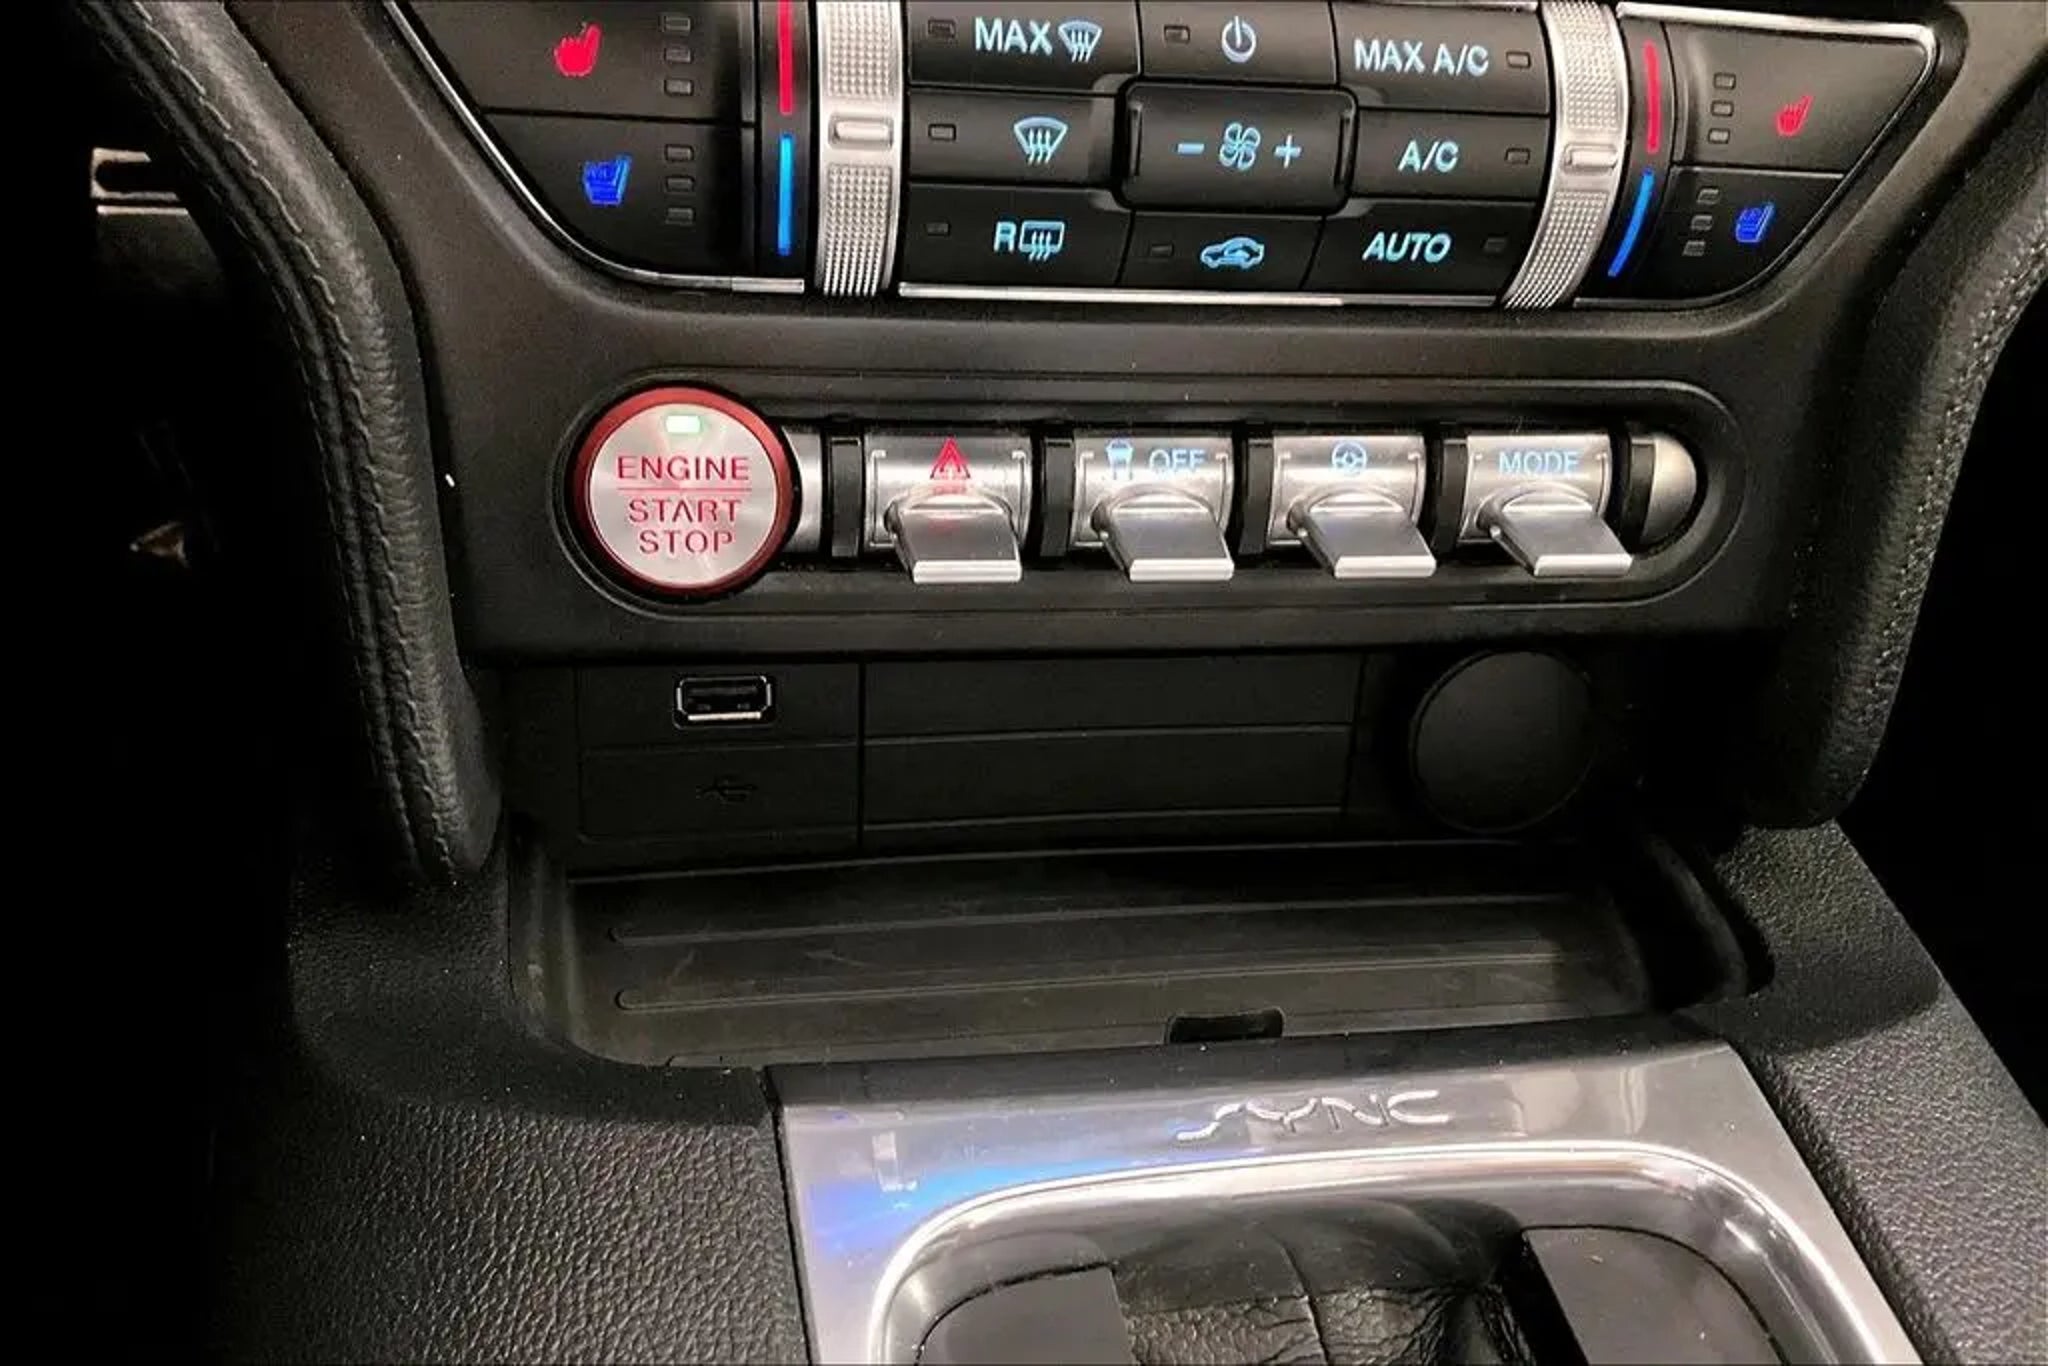 MAX
MAX A/C
- +
A/C
R
AUTO
ENGINE
START
STOP
OFF
MODE
SYNC